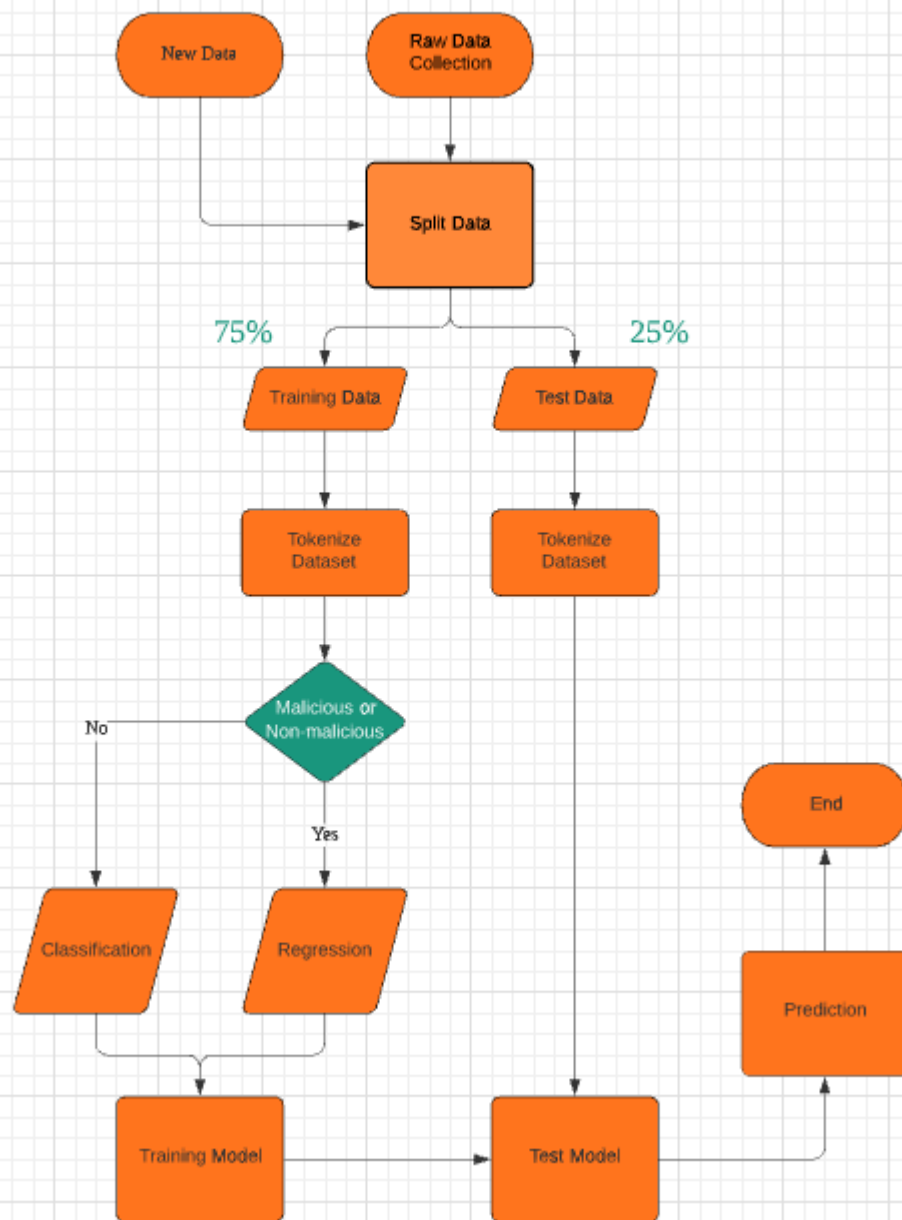 New Data
Raw Data
Collection
Split Data
75%
25%
Training Data
Test Data
Tokenize
Dataset
Tokenize
Dataset
Malicious or
Non-malicious
No
Yes
End
Classification
Regression
Prediction
Training Model
Test Model